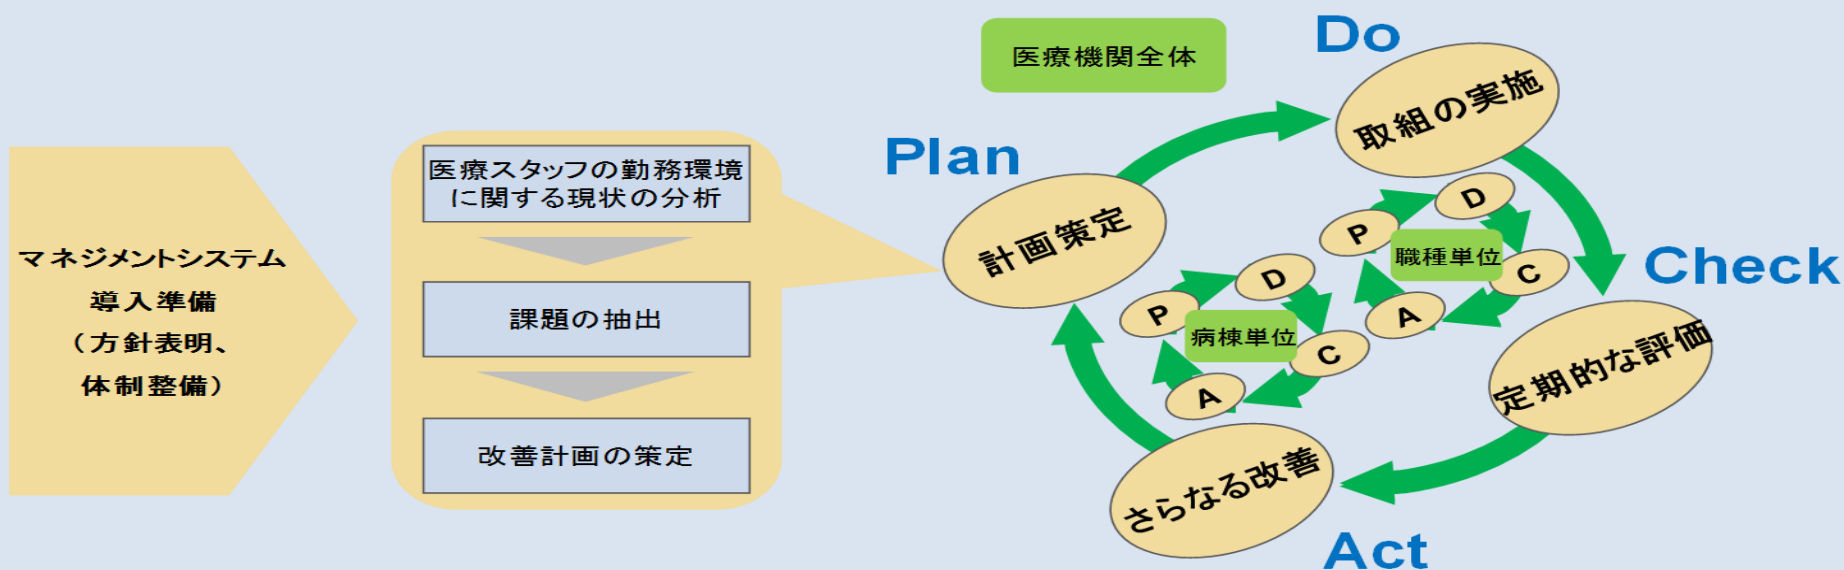 マネジメントシステム
導入準備
（方針表明、
体制整備）
医療スタッフの勤務環境
に関する現状の分析
課題の抽出
改善計画の策定
医療機関全体
Plan
計画策定
Do
取組の実施
Check
定期的な評価
Act
さらなる改善
P
D
C
A
病棟単位
P
D
C
A
職種単位